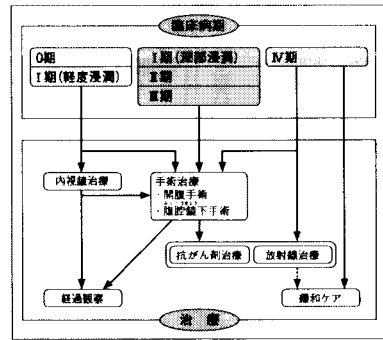 臨床病期
0期
Ⅰ期(軽度浸潤)
Ⅰ期(深部浸潤)
Ⅱ期
Ⅲ期
Ⅳ期
内視鏡治療
手術治療
・開腹手術
・腹腔鏡下手術
抗がん剤治療
放射線治療
経過観察
緩和ケア
治療